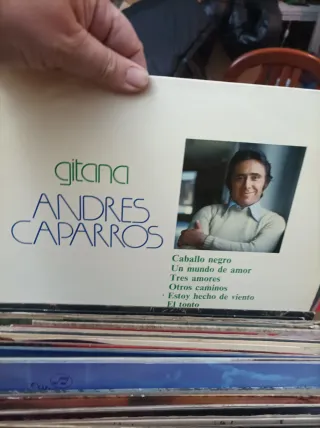 gitana
ANDRES
CAPARROS
Caballo negro
Un mundo de amor
Tres amores
Otros caminos
Estoy hecho de viento
El tonto